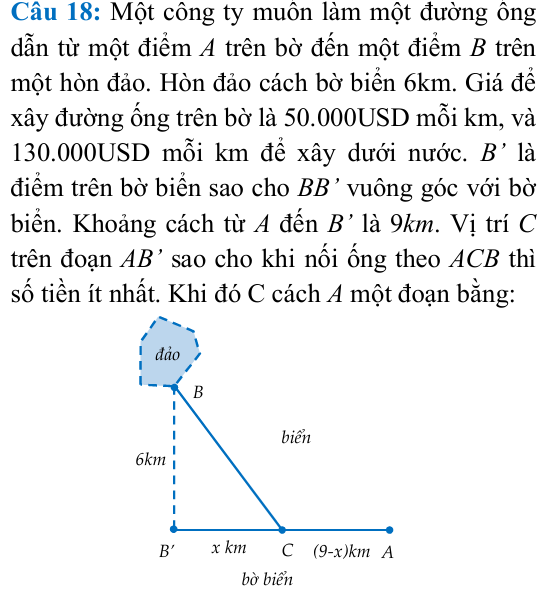 Câu 18: Một công ty muốn làm một đường ống
dẫn từ một điểm A trên bờ đến một điểm B trên
một hòn đảo. Hòn đảo cách bờ biển 6km. Giá để
xây đường ống trên bờ là 50.000USD mỗi km, và
130.000USD mỗi km để xây dưới nước. B’ là
điểm trên bờ biển sao cho BB’ vuông góc với bờ
biển. Khoảng cách từ A đến B’ là 9km. Vị trí C
trên đoạn AB’ sao cho khi nối ống theo ACB thì
số tiền ít nhất. Khi đó C cách A một đoạn bằng:
đảo
B
biển
6km
B’ x km C (9-x)km A
bờ biển